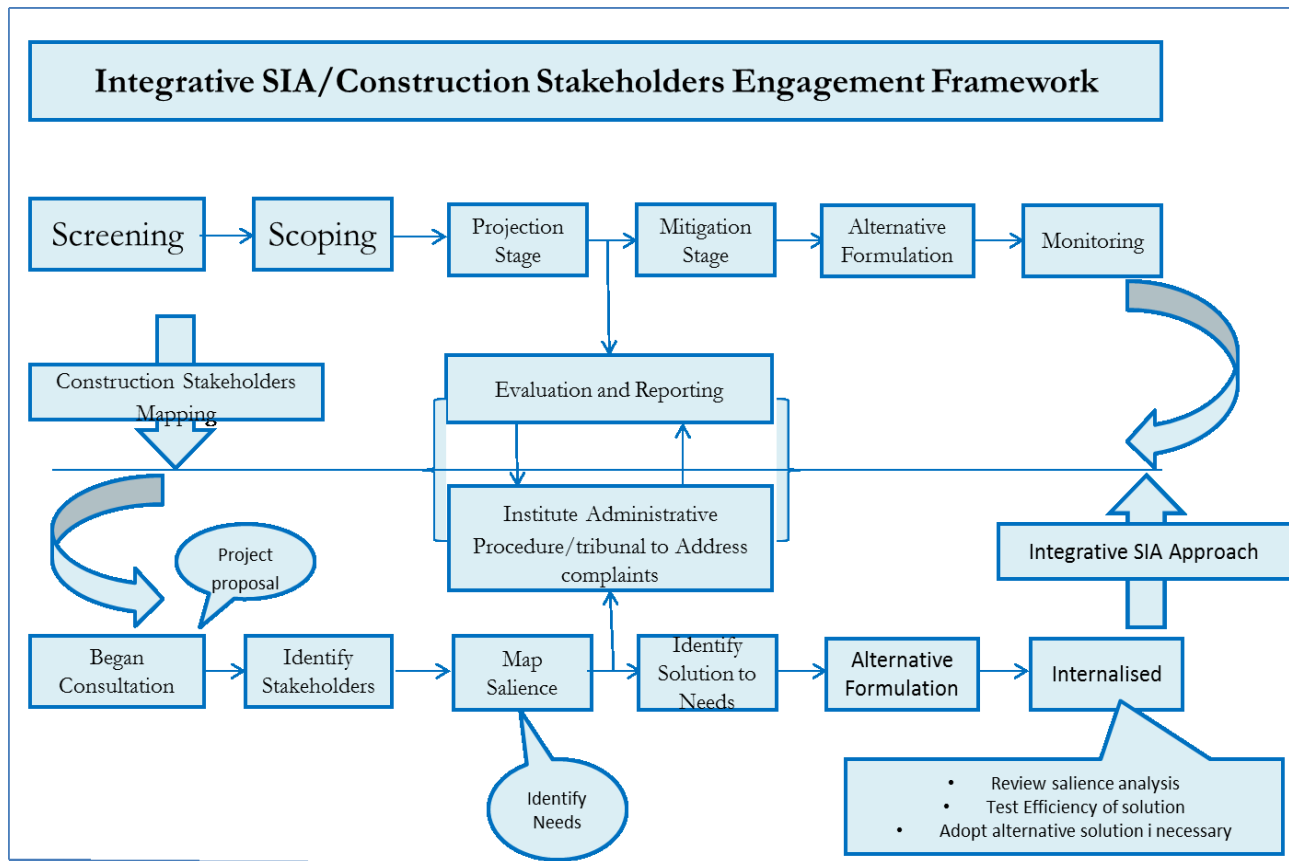 Integrative SIA/Construction Stakeholders Engagement Framework
Screening
Scoping
Projection
Stage
Mitigation
Stage
Alternative
Formulation
Monitoring
Construction Stakeholders
Mapping
Evaluation and Reporting
Institute Administrative
Procedure/tribunal to Address
complaints
Integrative SIA Approach
Project
proposal
Began
Consultation
Identify
Stakeholders
Map
Salience
Identify
Solution to
Needs
Alternative
Formulation
Internalised
Identify
Needs
• Review salience analysis
• Test Efficiency of solution
• Adopt alternative solution i necessary